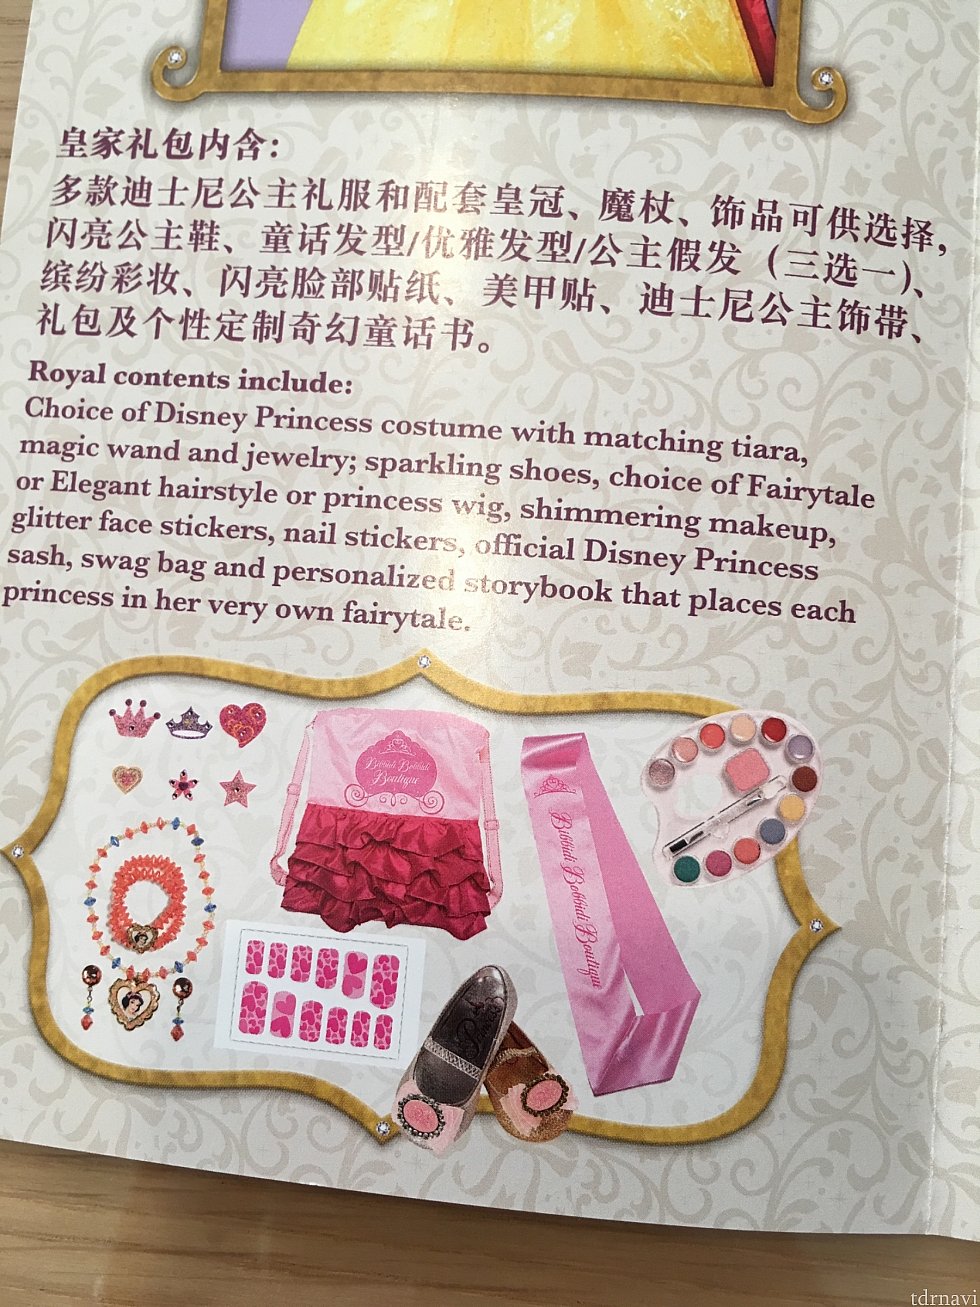 皇家礼包内含：
多款迪士尼公主礼服和配套皇冠、魔杖、饰品可供选择，
闪亮公主鞋、童话发型/优雅发型/公主假发（三选一）、
缤纷彩妆、闪亮脸部贴纸、美甲贴、迪士尼公主饰带、
礼包及个性定制奇幻童话书。
Royal contents include:
Choice of Disney Princess costume with matching tiara,
magic wand and jewelry; sparkling shoes, choice of Fairytale
or Elegant hairstyle or princess wig, shimmering makeup,
glitter face stickers, nail stickers, official Disney Princess
sash, swag bag and personalized storybook that places each
princess in her very own fairytale.
Bibbidi Bobbidi
Boutique
Bibbidi Bobbidi Boutique
tdrnavi